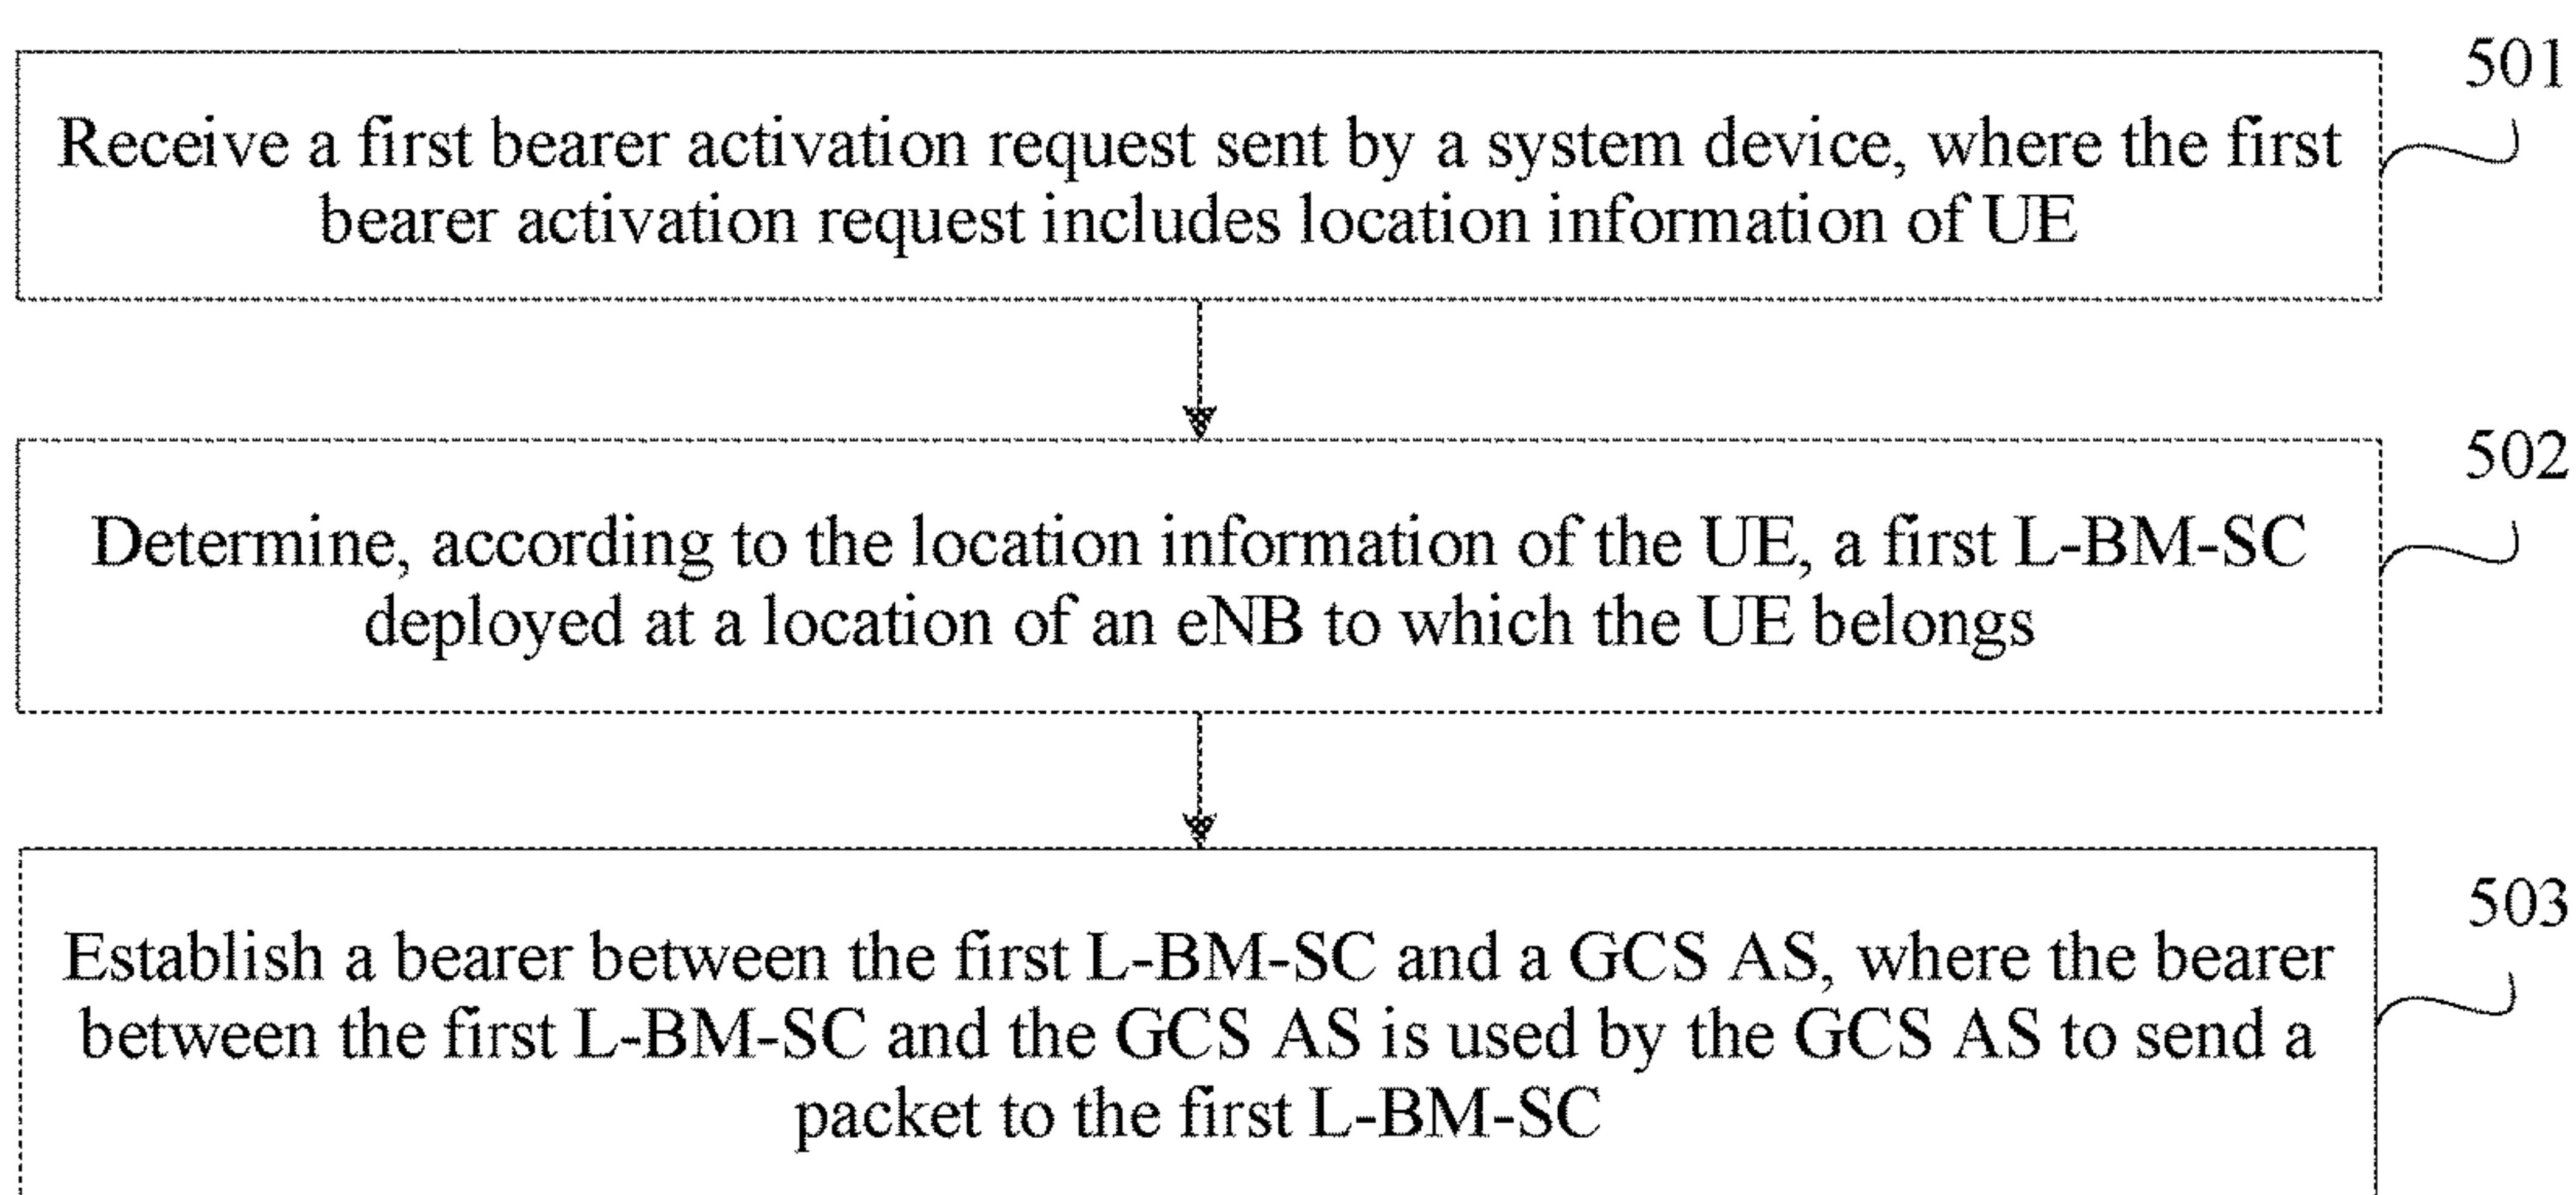 501
Receive a first bearer activation request sent by a system device, where the first
bearer activation request includes location information of UE
502
Determine, according to the location information of the UE, a first L-BM-SC
deployed at a location of an eNB to which the UE belongs
503
Establish a bearer between the first L-BM-SC and a GCS AS, where the bearer
between the first L-BM-SC and the GCS AS is used by the GCS AS to send a
packet to the first L-BM-SC